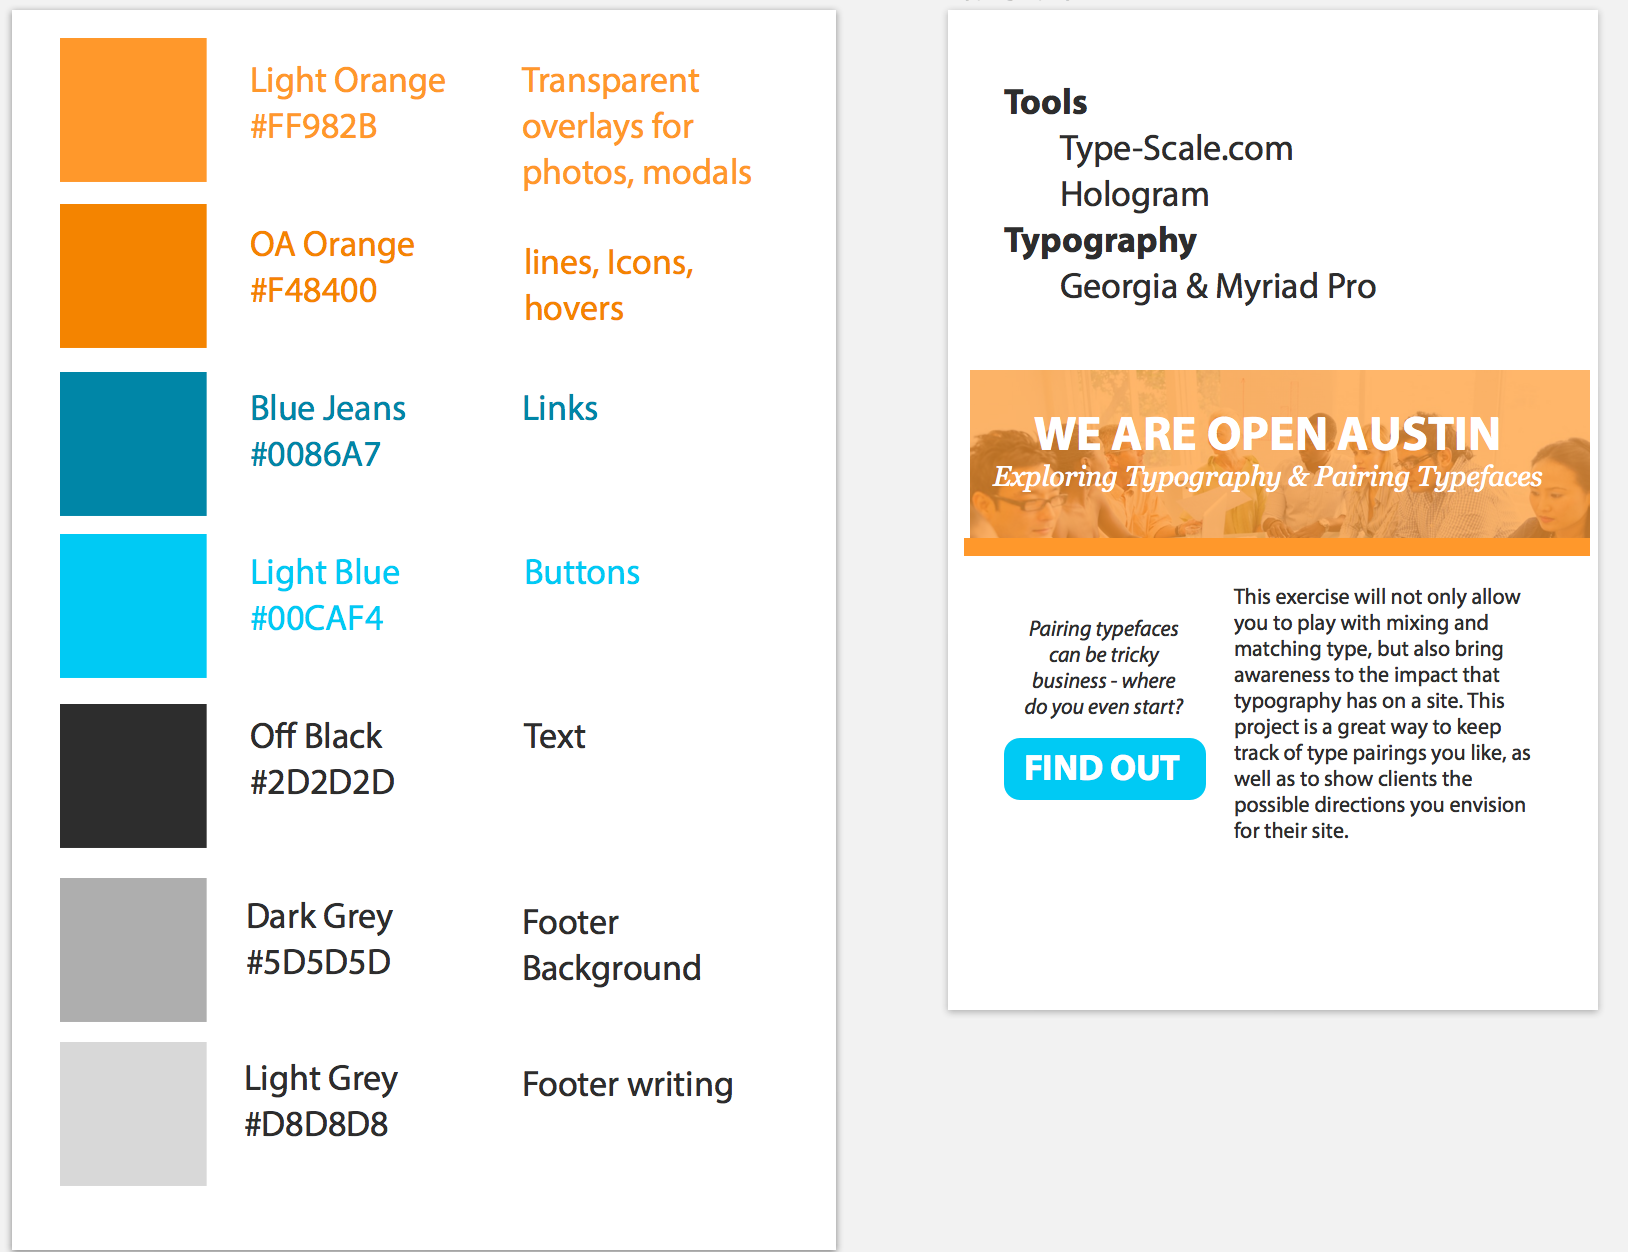 Light Orange
#FF982B
Transparent
overlays for
photos, modals
OA Orange
#F48400
lines, Icons,
hovers
Blue Jeans
#0086A7
Links
Light Blue
#00CAF4
Buttons
Off Black
#2D2D2D
Text
Dark Grey
#5D5D5D
Footer
Background
Light Grey
#D8D8D8
Footer writing
Tools
Type-Scale.com
Hologram
Typography
Georgia & Myriad Pro
WE ARE OPEN AUSTIN
Exploring Typography & Pairing Typefaces
Pairing typefaces
can be tricky
business - where
do you even start?
FIND OUT
This exercise will not only allow
you to play with mixing and
matching type, but also bring
awareness to the impact that
typography has on a site. This
project is a great way to keep
track of type pairings you like, as
well as to show clients the
possible directions you envision
for their site.